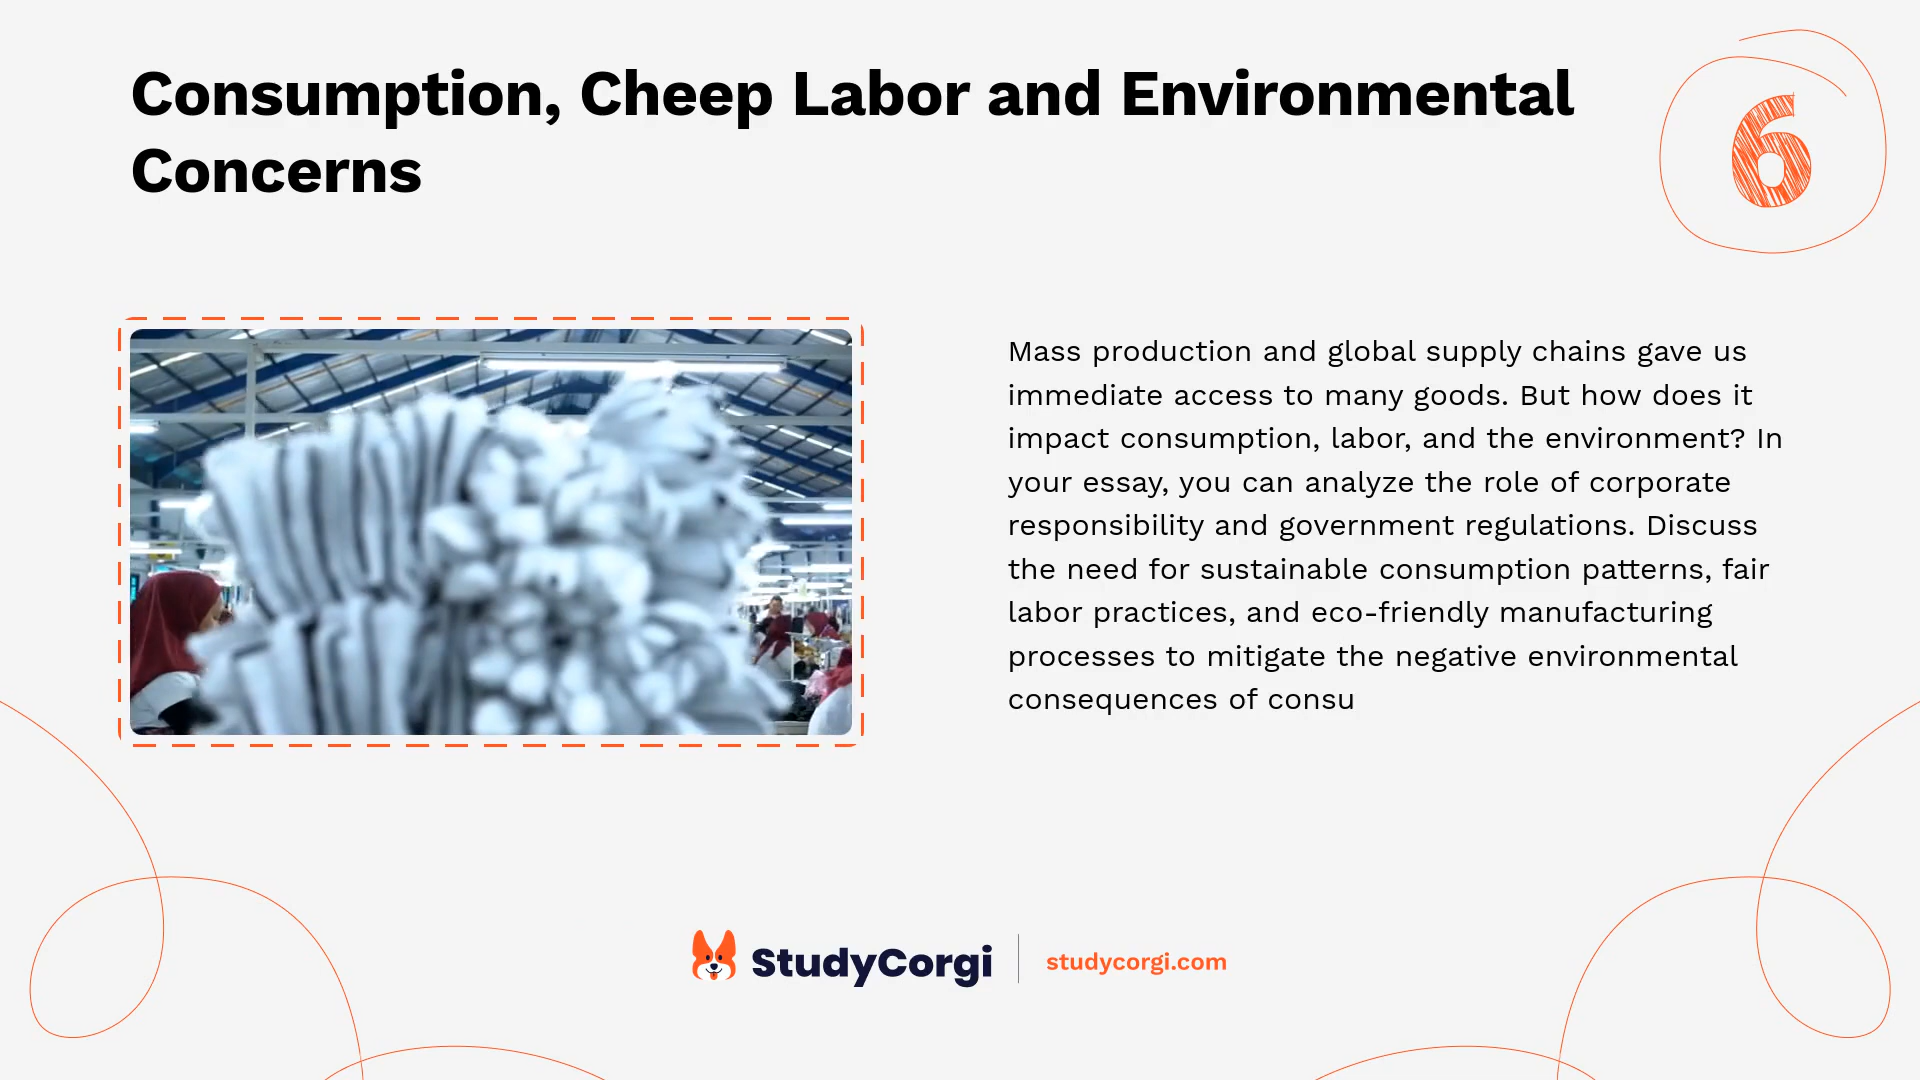 Consumption, Cheep Labor and Environmental
Concerns
6
Mass production and global supply chains gave us
immediate access to many goods. But how does it
impact consumption, labor, and the environment? In
your essay, you can analyze the role of corporate
responsibility and government regulations. Discuss
the need for sustainable consumption patterns, fair
labor practices, and eco-friendly manufacturing
processes to mitigate the negative environmental
consequences of consu
StudyCorgi
studycorgi.com